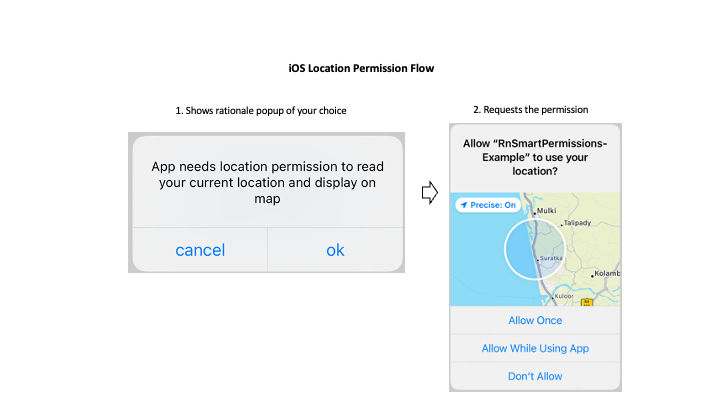 iOS Location Permission Flow
1. Shows rationale popup of your choice
App needs location permission to read
your current location and display on
map
cancel
ok
2. Requests the permission
Allow “RnSmartPermissions-
Example” to use your
location?
Precise: On
Mulki
Talipady
Suratka
Kolamb
Kuloor
Allow Once
Allow While Using App
Don’t Allow